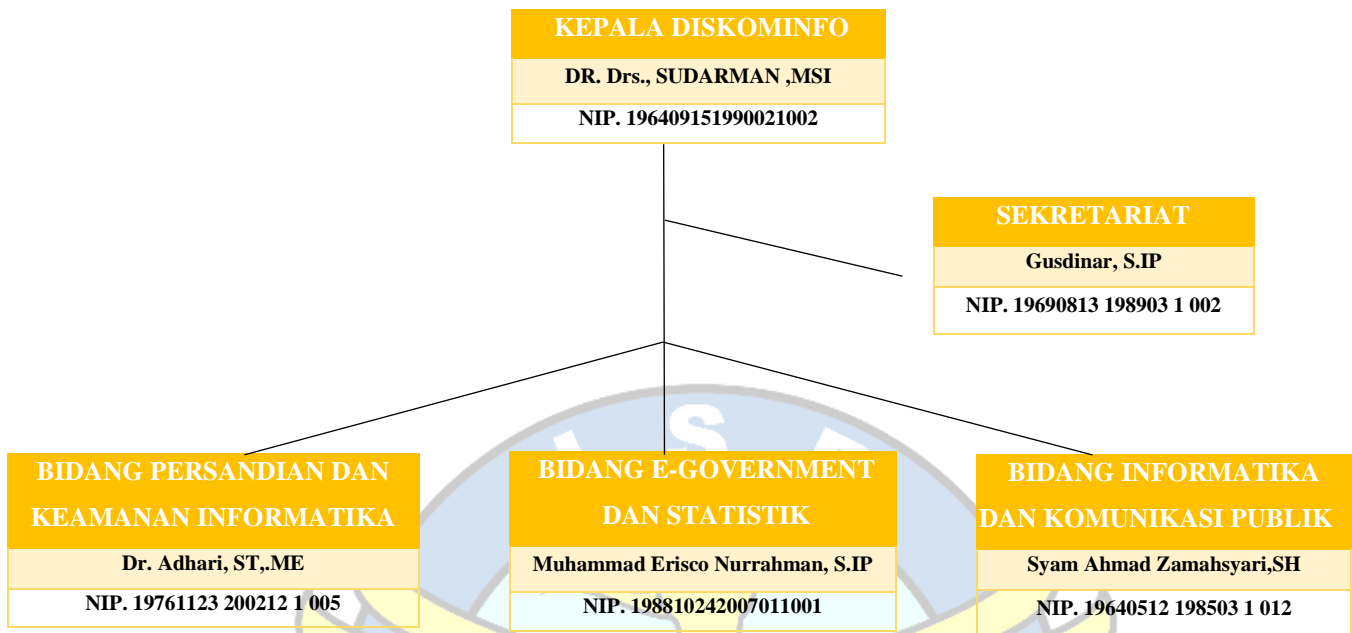 KEPALA DISKOMINFO
DR. Drs., SUDARMAN ,MSI
NIP. 196409151990021002
SEKRETARIAT
Gusdinar, S.IP
NIP. 19690813 198903 1 002
BIDANG PERSANDIAN DAN
KEAMANAN INFORMATIKA
Dr. Adhari, ST,.ME
NIP. 19761123 200212 1 005
BIDANG E-GOVERNMENT
DAN STATISTIK
Muhammad Erisco Nurrahman, S.IP
NIP. 198810242007011001
BIDANG INFORMATIKA
DAN KOMUNIKASI PUBLIK
Syam Ahmad Zamahsyari,SH
NIP. 19640512 198503 1 012